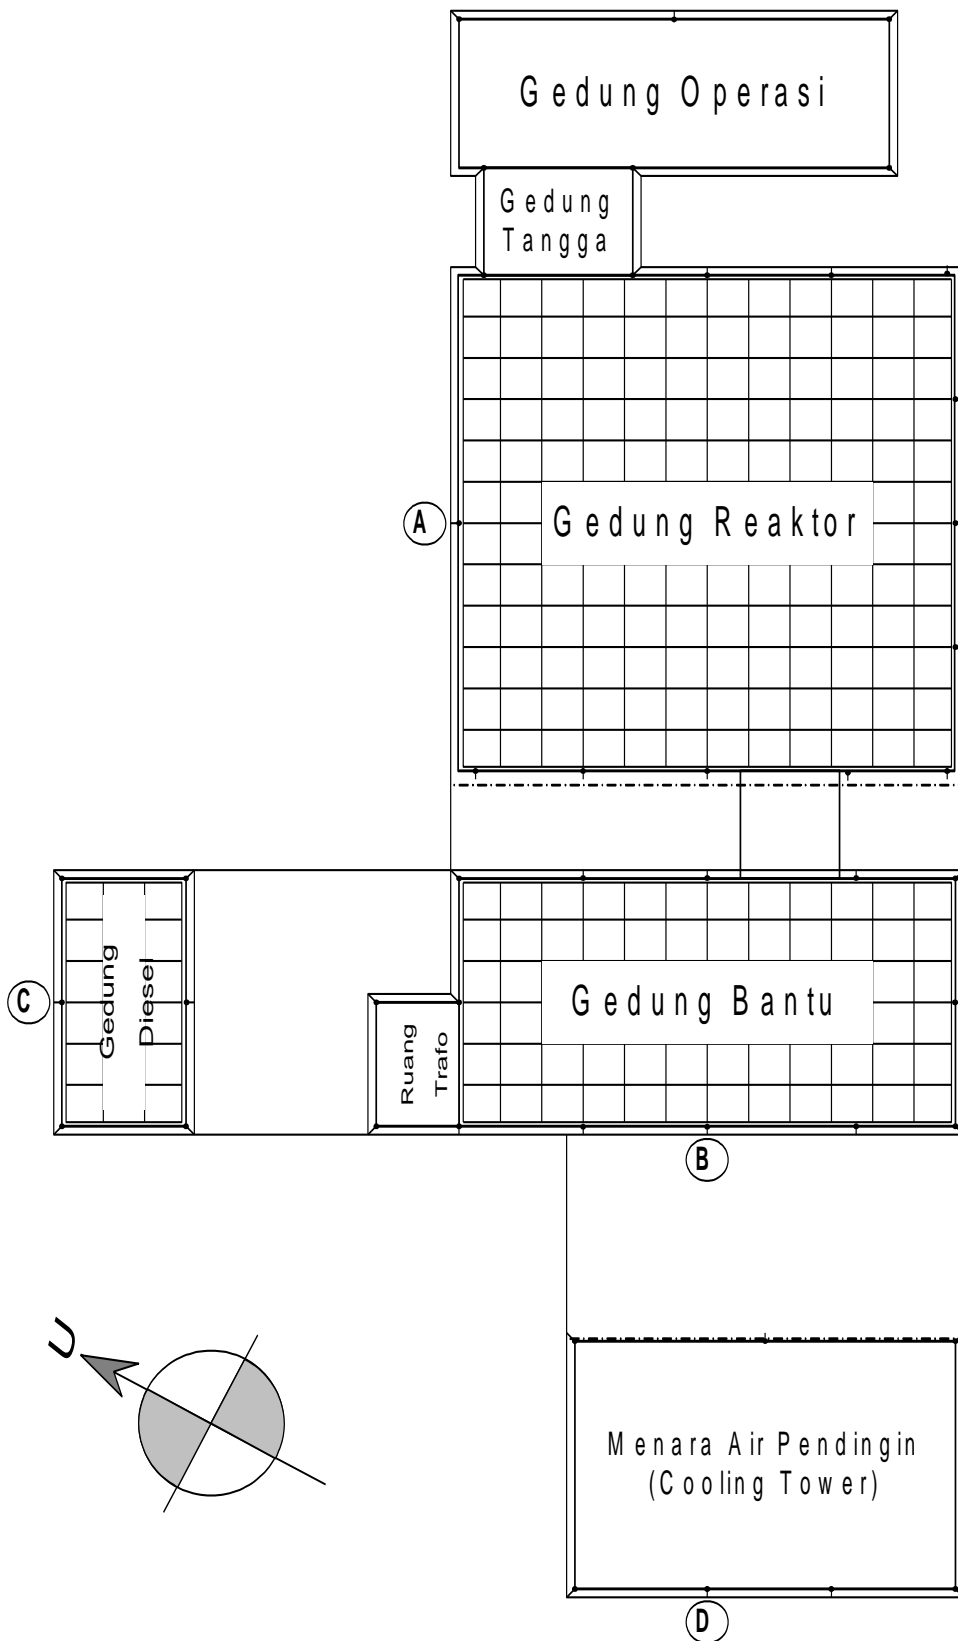 Gedung Operasi
Gedung
Tangga
A
Gedung Reaktor
C
Gedung
Diesel
Ruang
Trafo
Gedung Bantu
B
U
Menara Air Pendingin
(Cooling Tower)
D